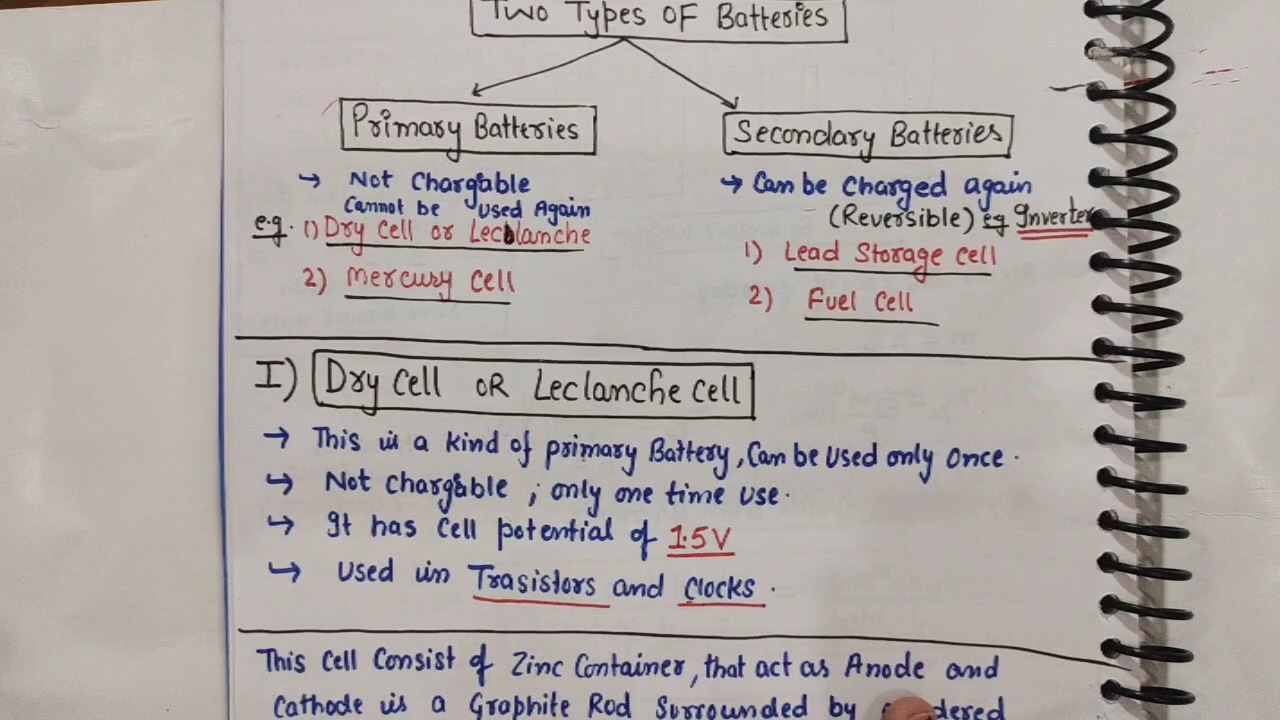 Two Types OF Batteries
Primary Batteries
→ Not Chargable
Cannot be Used Again
e.g. 1) Dry Cell or Leclanche
2) Mercury Cell
Secondary Batteries
→ Can be Charged again
(Reversible) eg Inverter
1) Lead Storage Cell
2) Fuel Cell
I) Dry Cell OR Leclanche Cell
→ This is a kind of primary Battery, Can be Used only Once.
→ Not Chargable ; only one time use.
→ It has Cell potential of 1.5V
→ Used in Trasistors and Clocks.
This Cell Consist of Zinc Container, that act as Anode and
Cathode is a Graphite Rod Surrounded by